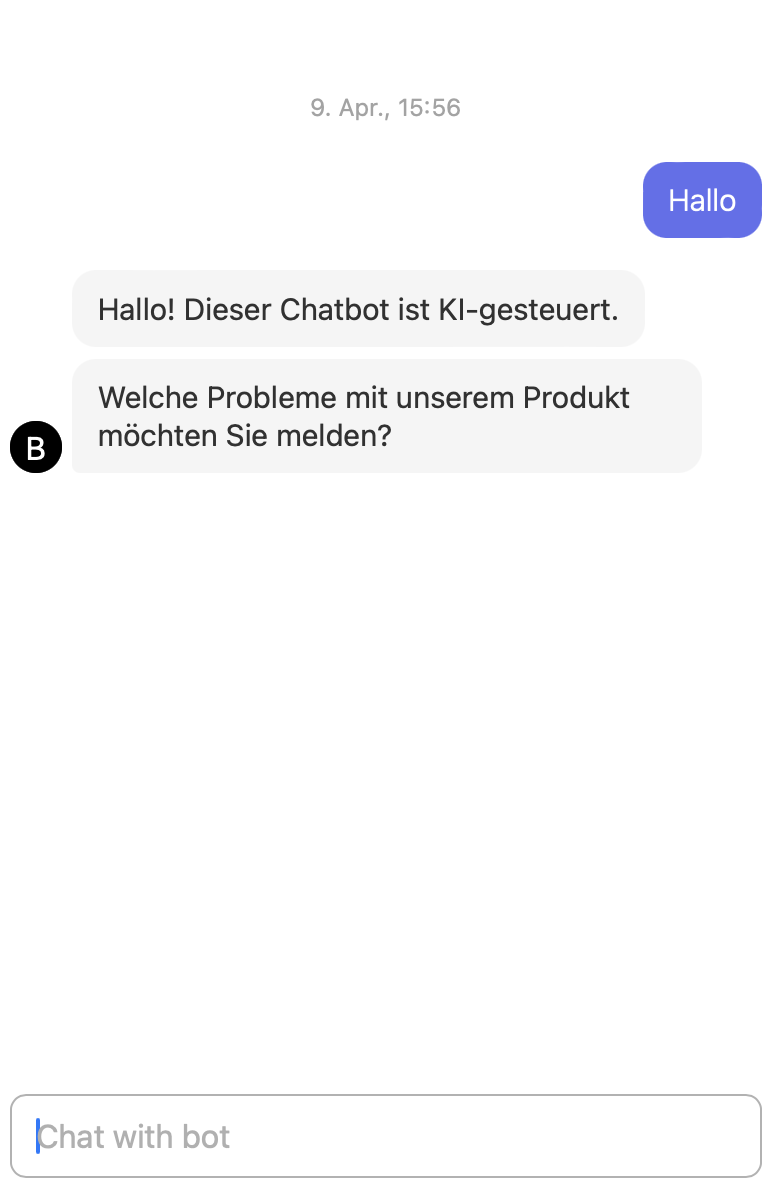 9. Apr., 15:56
Hallo
Hallo! Dieser Chatbot ist KI-gesteuert.
Welche Probleme mit unserem Produkt
möchten Sie melden?
B
Chat with bot